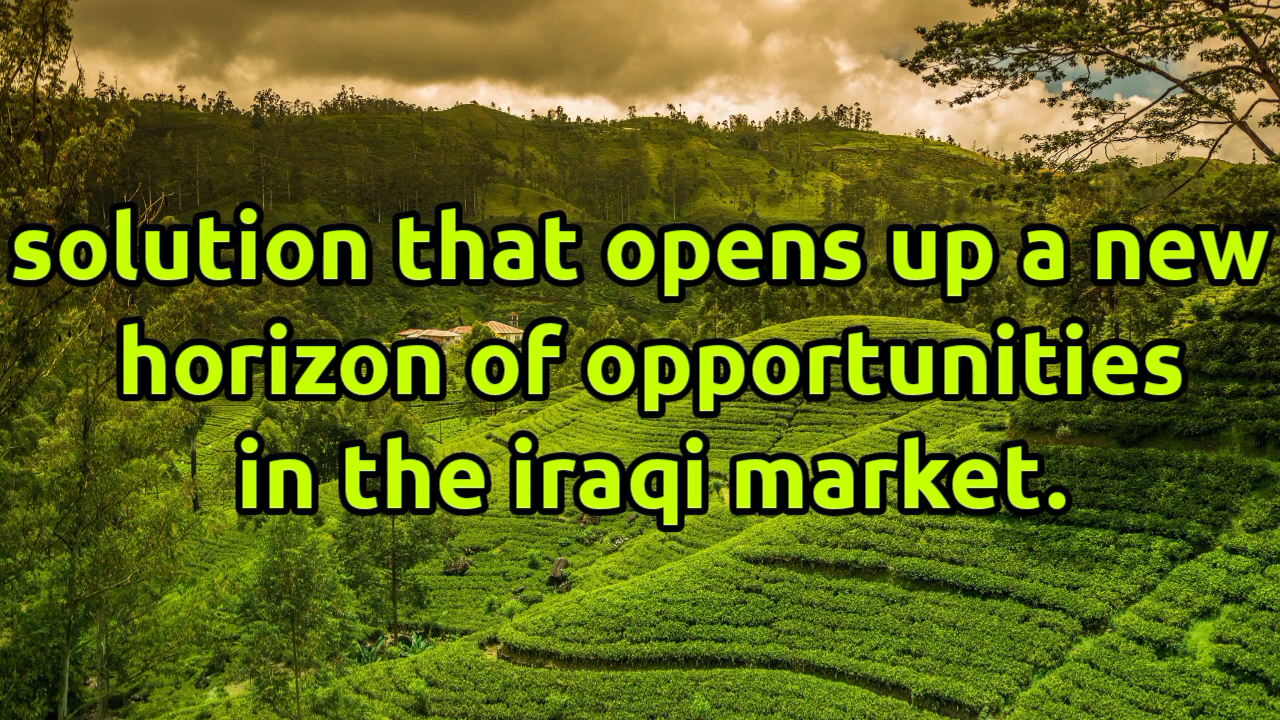 solution that opens up a new
horizon of opportunities
in the iraqi market.